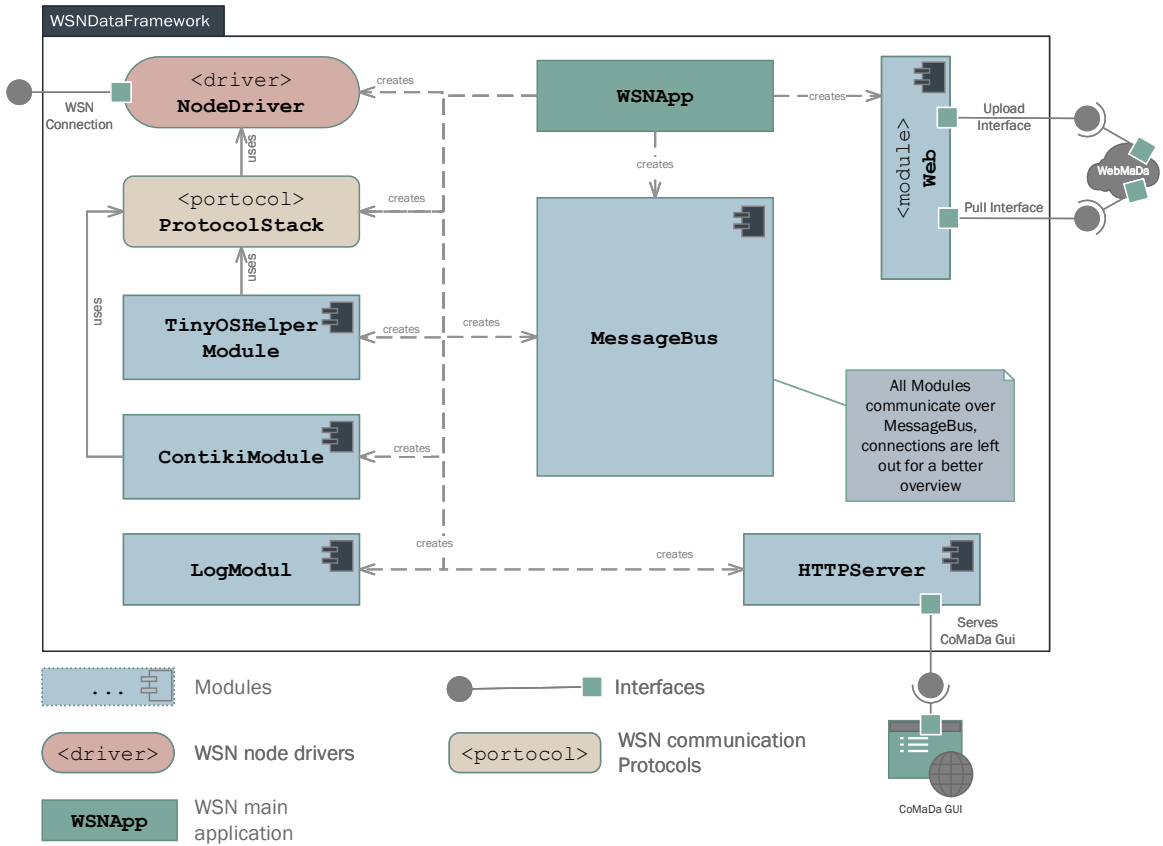 WSNDataFramework
<driver>
NodeDriver
creates
WSNApp
creates
<module>
Web
Upload
Interface
WebMaDa
Pull Interface
WSN
Connection
uses
creates
<portocol>
ProtocolStack
creates
uses
uses
TinyOSHelper
Module
creates
creates
MessageBus
All Modules
communicate over
MessageBus,
connections are left
out for a better
overview
ContikiModule
creates
LogModul
creates
creates
HTTPServer
Serves
CoMaDa Gui
CoMaDa GUI
...
Modules
Interfaces
<driver>
WSN node drivers
<portocol>
WSN communication
Protocols
WSNApp
WSN main
application